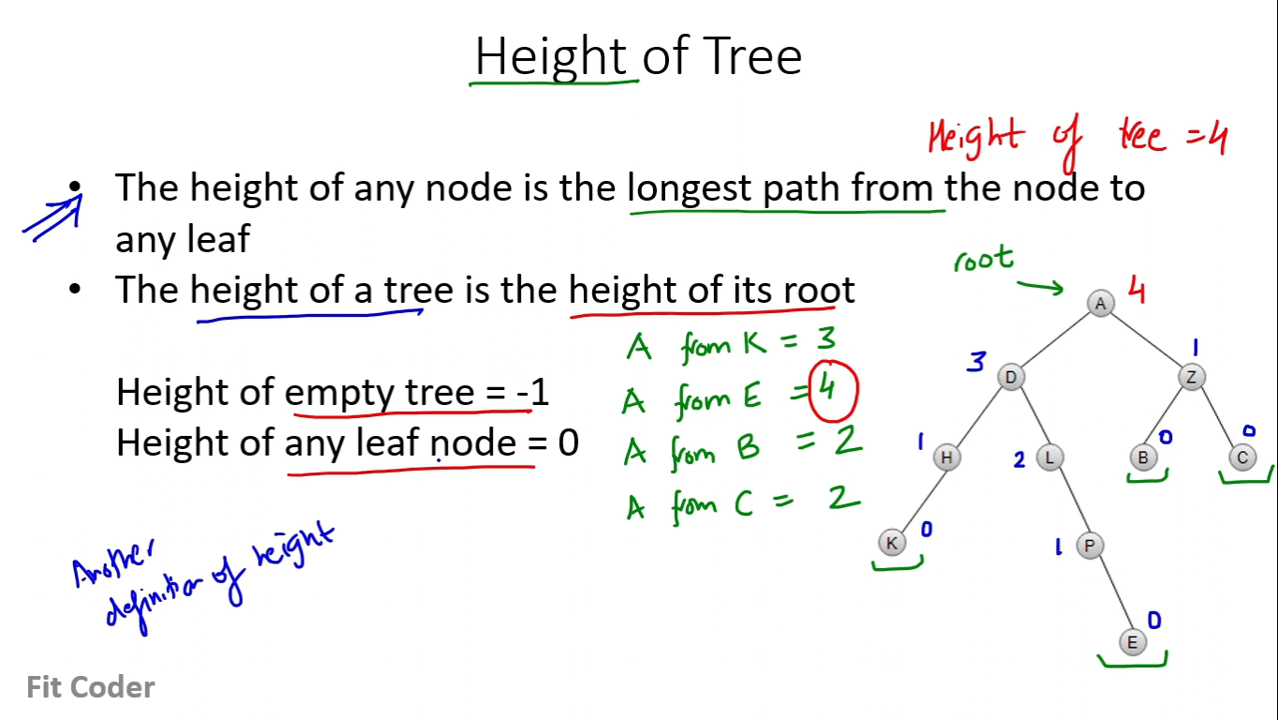 Height of Tree
Height of tree =4
• The height of any node is the longest path from the node to
any leaf
• The height of a tree is the height of its root
Height of empty tree = -1
Height of any leaf node = 0
A from K = 3
A from E = 4
A from B = 2
A from C = 2
Another
definition of height
root
A 4
3 D
1
Z
1 H
2 L
B 0
C 0
K 0
1 P
E 0
Fit Coder